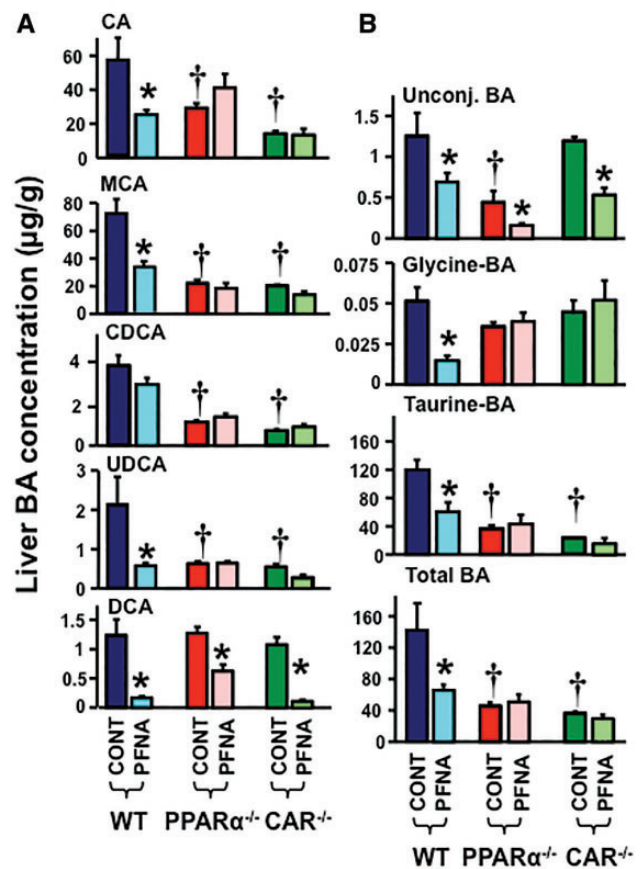 A
B
Liver BA concentration (µg/g)
CA
60
40
20
0
*
†
†
MCA
80
60
40
20
0
*
†
†
CDCA
4
2
0
†
†
UDCA
3
2
1
0
*
†
†
DCA
1.5
1
0.5
0
*
*
*
CONT
PFNA
CONT
PFNA
CONT
PFNA
WT PPARα-/- CAR-/-
Unconj. BA
1.5
1
0.5
0
*
†
*
*
Glycine-BA
0.075
0.05
0.025
0
*
Taurine-BA
160
120
80
40
0
*
†
†
Total BA
160
120
80
40
0
*
†
†
CONT
PFNA
CONT
PFNA
CONT
PFNA
WT PPARα-/- CAR-/-